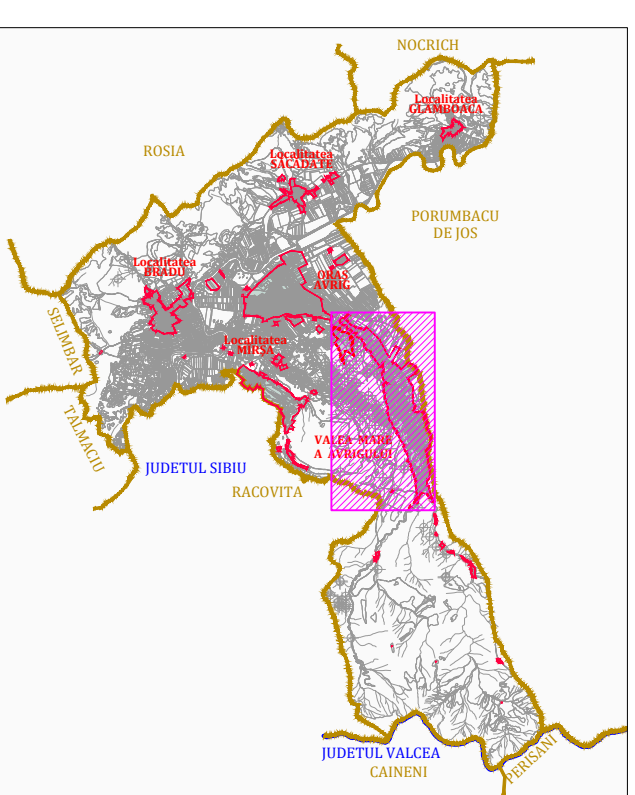 NOCRICH
Localitatea
GLAMBOACA
ROSIA
Localitatea
SACADATE
PORUMBACU
DE JOS
Localitatea
BRADU
ORAS
AVRIG
SELIMBAR
Localitatea
MIRSA
TALMACIU
VALEA MARE
A AVRIGULUI
JUDETUL SIBIU
RACOVITA
JUDETUL VALCEA
CAINENI
PERISANI